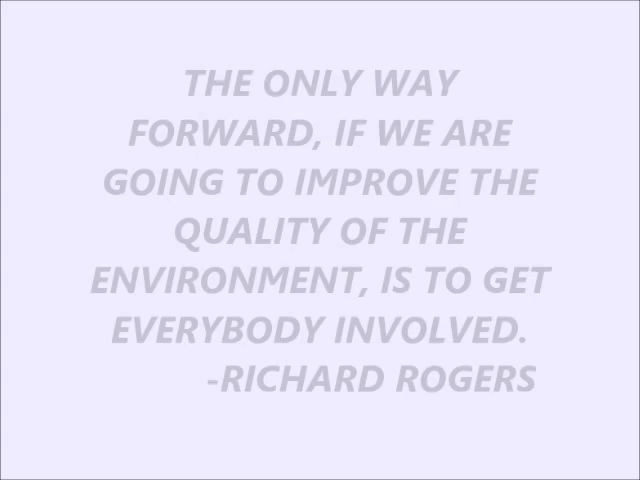 THE ONLY WAY
FORWARD, IF WE ARE
GOING TO IMPROVE THE
QUALITY OF THE
ENVIRONMENT, IS TO GET
EVERYBODY INVOLVED.
-RICHARD ROGERS